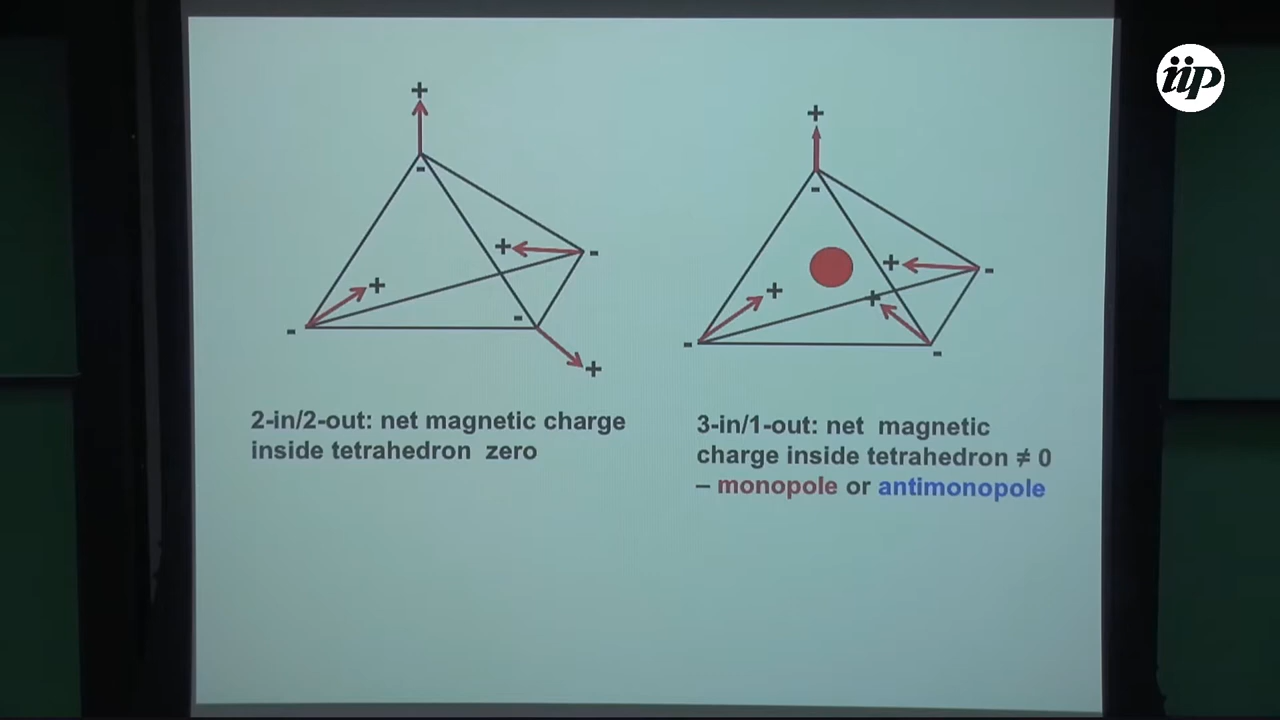 iip
+
-
+
-
+
-
-
+
2-in/2-out: net magnetic charge
inside tetrahedron zero
+
-
+
-
+
-
+
-
3-in/1-out: net magnetic
charge inside tetrahedron ≠ 0
– monopole or antimonopole